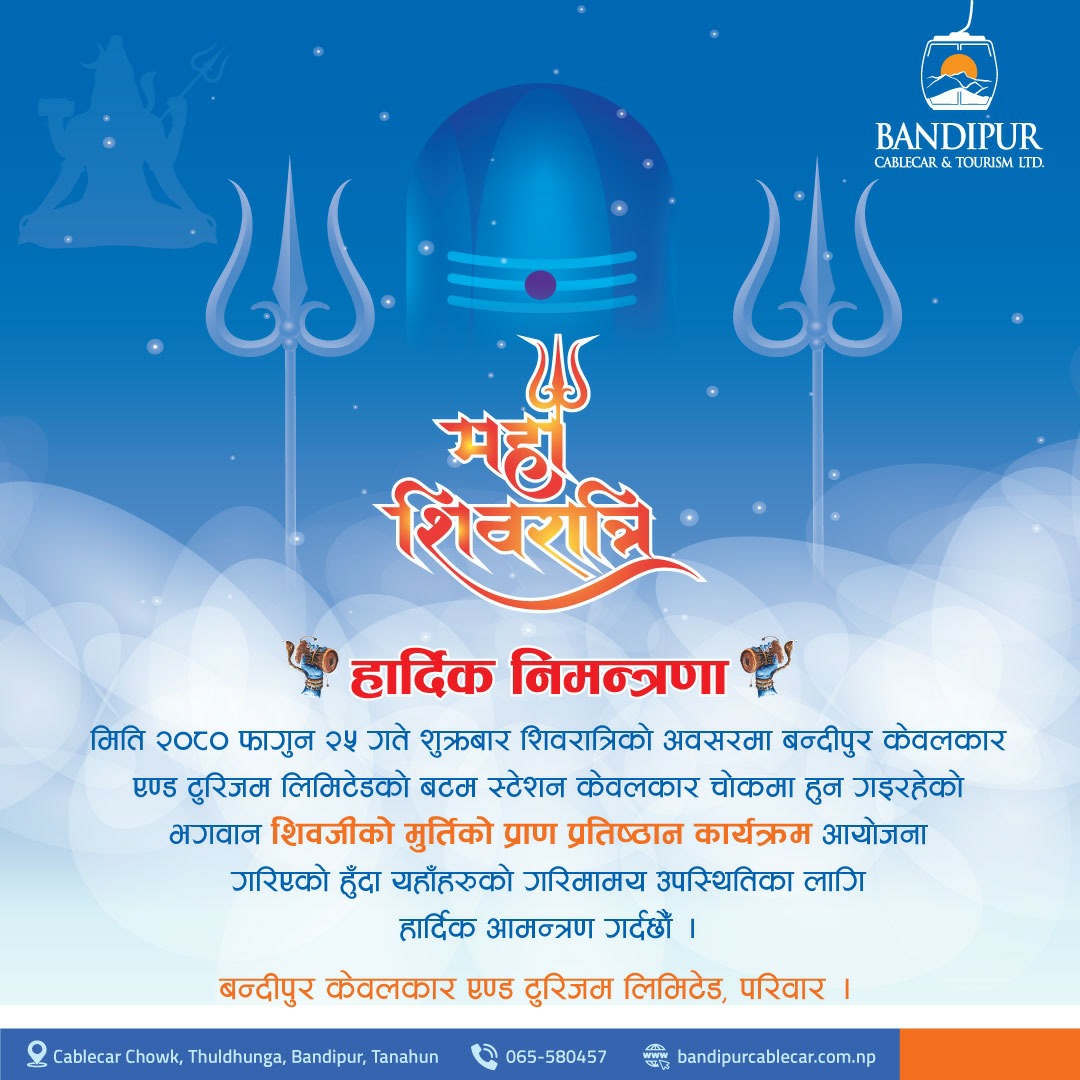 BANDIPUR
CABLECAR & TOURISM LTD.
महा
शिवरात्रि
हार्दिक निमन्त्रणा
मिति २०८० फागुन २५ गते शुक्रबार शिवरात्रिको अवसरमा बन्दीपुर केवलकार
एण्ड टुरिजम लिमिटेडको बटम स्टेशन केवलकार चोकमा हुन गइरहेको
भगवान शिवजीको मुर्तिको प्राण प्रतिष्ठान कार्यक्रम आयोजना
गरिएको हुँदा यहाँहरुको गरिमामय उपस्थितिका लागि
हार्दिक आमन्त्रण गर्दछौँ ।
बन्दीपुर केवलकार एण्ड टुरिजम लिमिटेड, परिवार ।
Cablecar Chowk, Thuldhunga, Bandipur, Tanahun 065-580457 bandipurcablecar.com.np